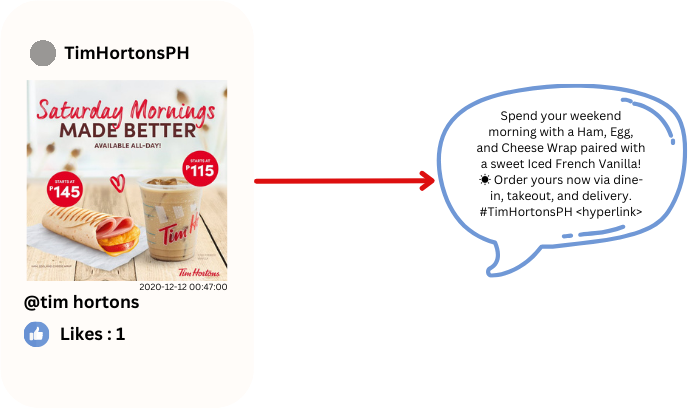 TimHortonsPH
Saturday Mornings
MADE BETTER
AVAILABLE ALL-DAY!
STARTS AT
₱115
STARTS AT
₱145
Tim H
Tim Hortons
2020-12-12 00:47:00
@tim hortons
Likes : 1
Spend your weekend
morning with a Ham, Egg,
and Cheese Wrap paired with
a sweet Iced French Vanilla!
☀ Order yours now via dine-
in, takeout, and delivery.
#TimHortonsPH <hyperlink>